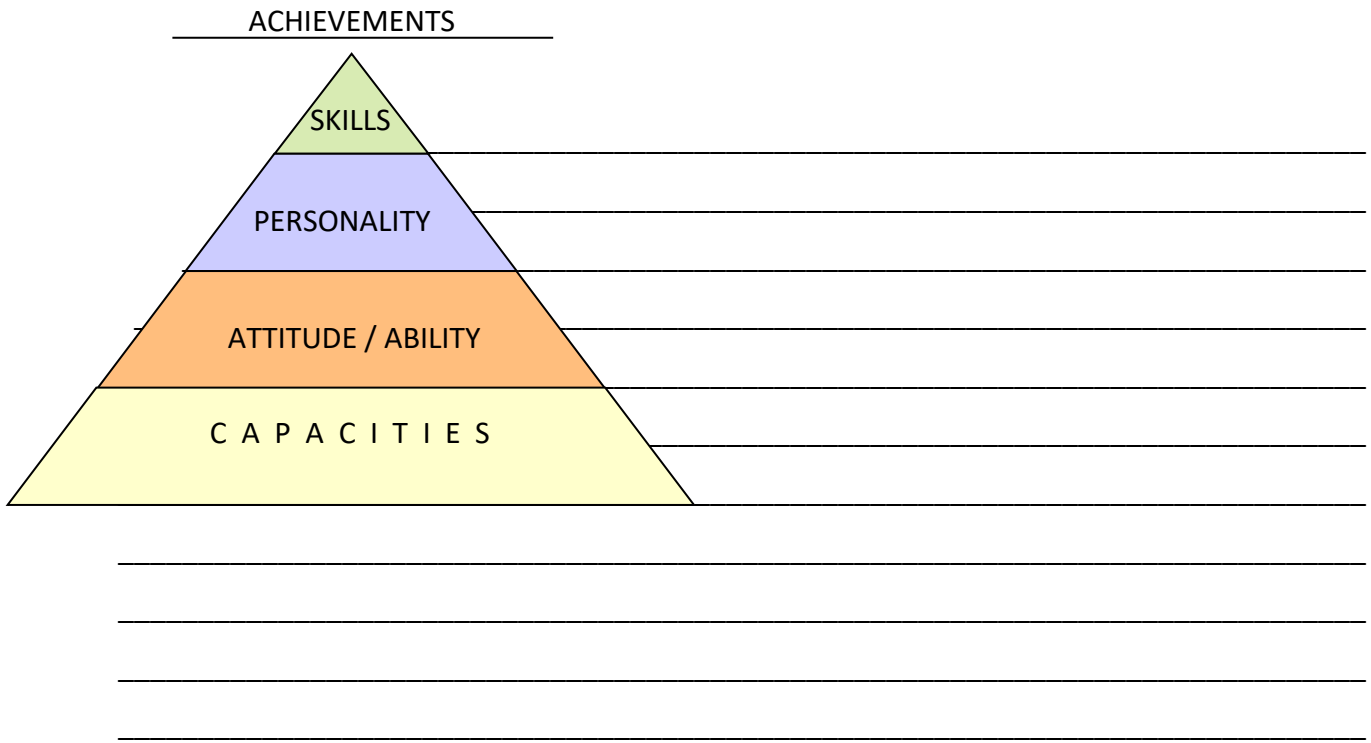 ACHIEVEMENTS
SKILLS
PERSONALITY
ATTITUDE / ABILITY
C A P A C I T I E S